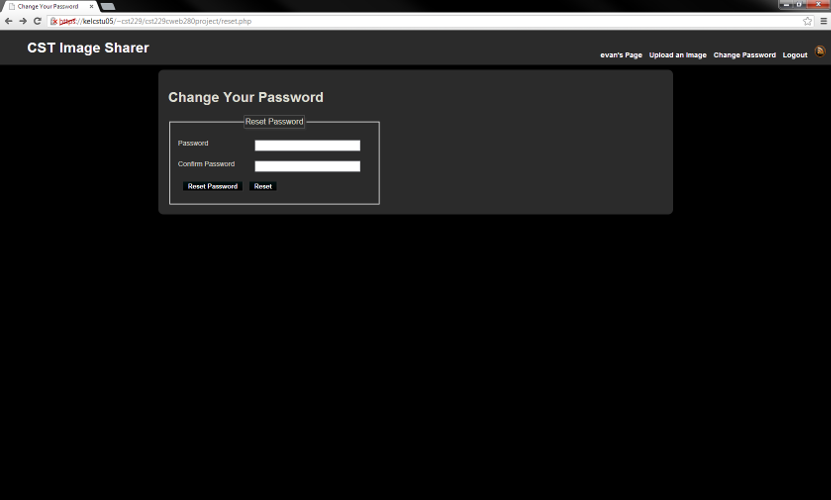 Change Your Password
https://kelcstu05/~cst229/cst229cweb280project/reset.php
CST Image Sharer
evan's Page Upload an Image Change Password Logout
Change Your Password
Reset Password
Password
Confirm Password
Reset Password Reset